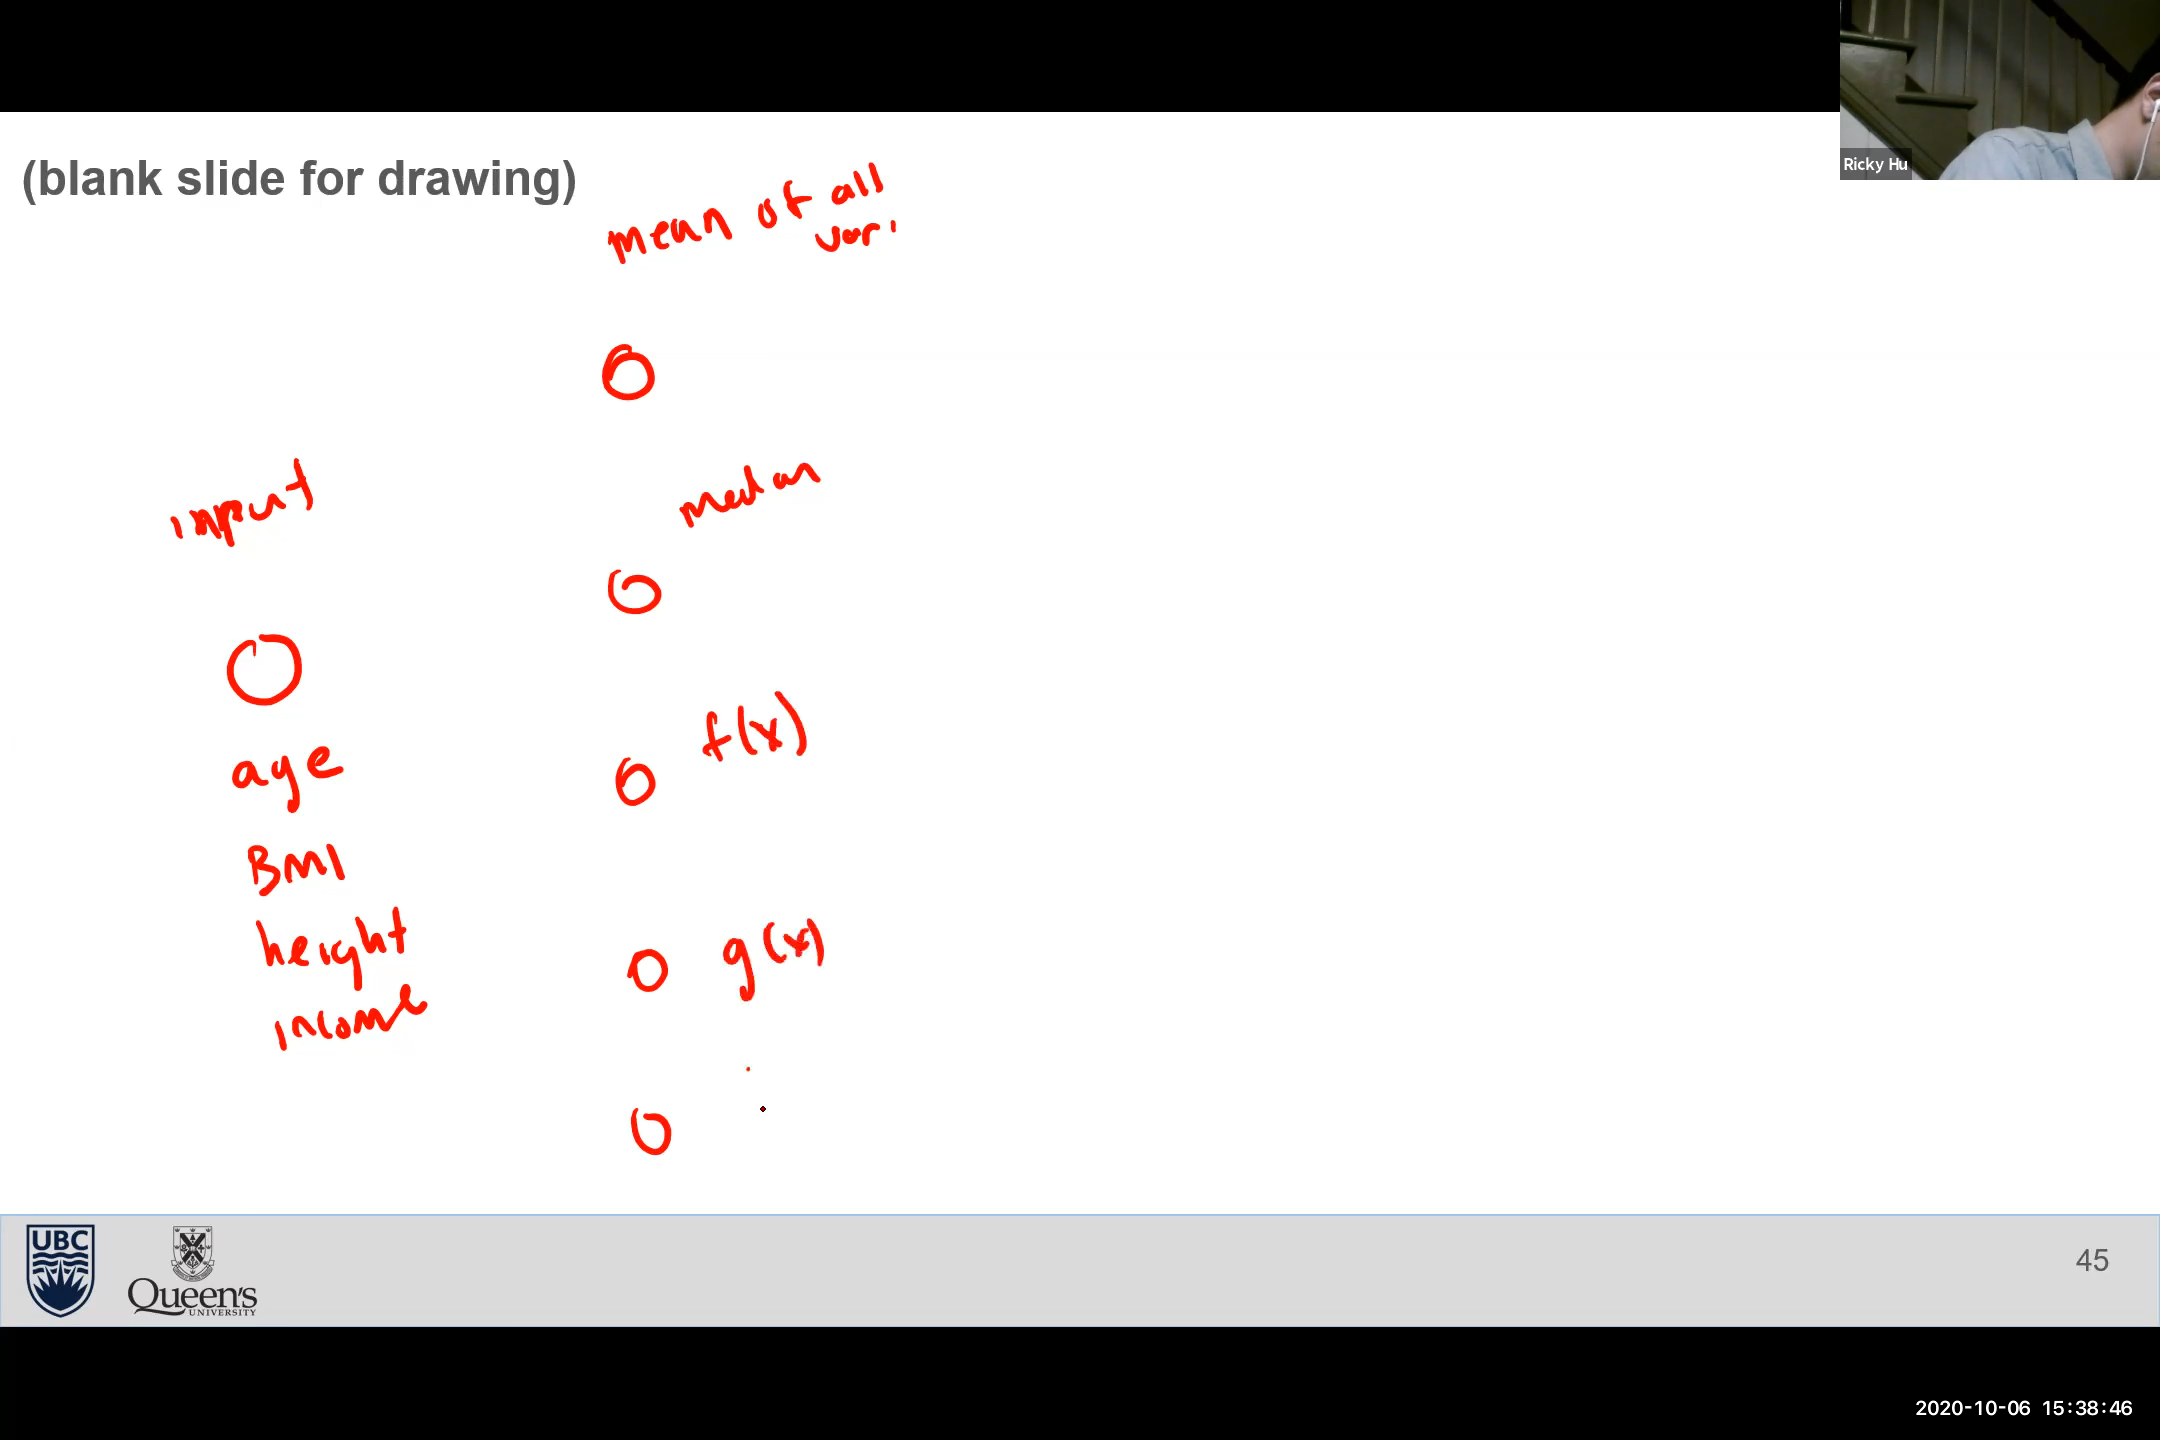 Ricky Hu
(blank slide for drawing)
mean of all
var.
input
median
age
f(x)
BMI
height
g(x)
income
UBC
Queen's
UNIVERSITY
45
2020-10-06 15:38:46